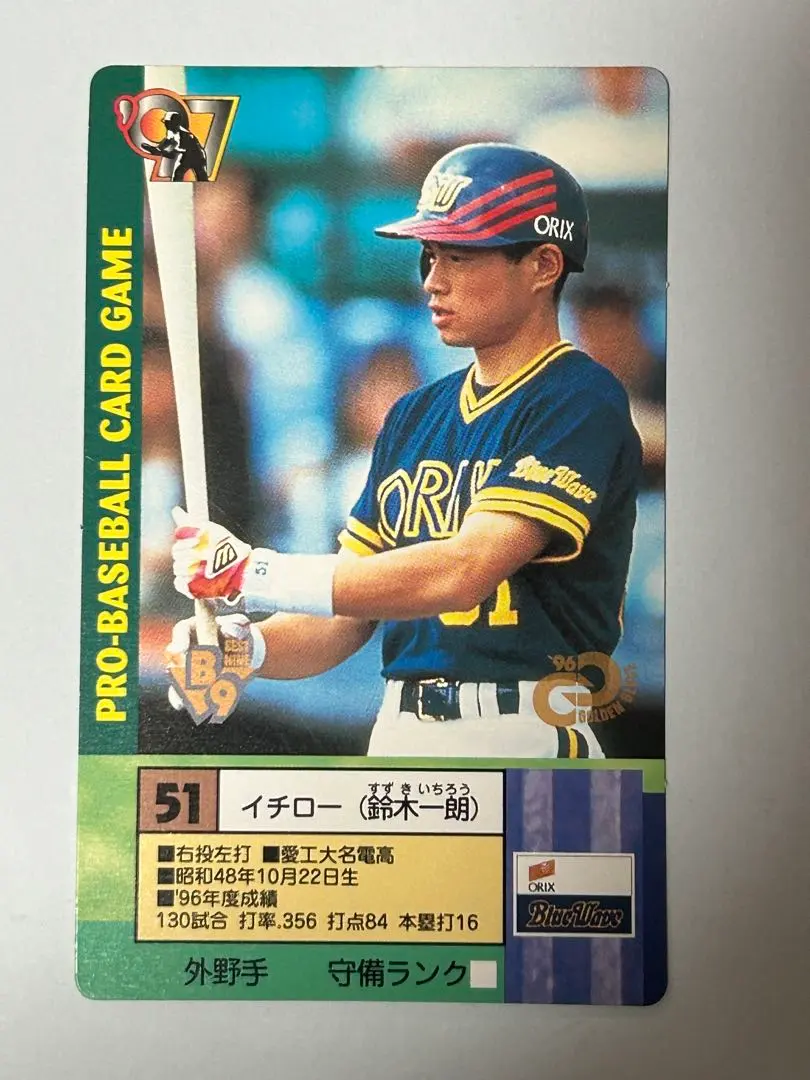 97
PRO-BASEBALL CARD GAME
BW
ORIX
Blue Wave
ORIX
51
51
BEST
NINE
B9
'96
GOLDEN GLOVE
51
すず き いちろう
イチロー（鈴木一朗）
右投左打 愛工大名電高
昭和48年10月22日生
'96年度成績
130試合 打率.356 打点84 本塁打16
外野手 守備ランク
ORIX
BlueWave